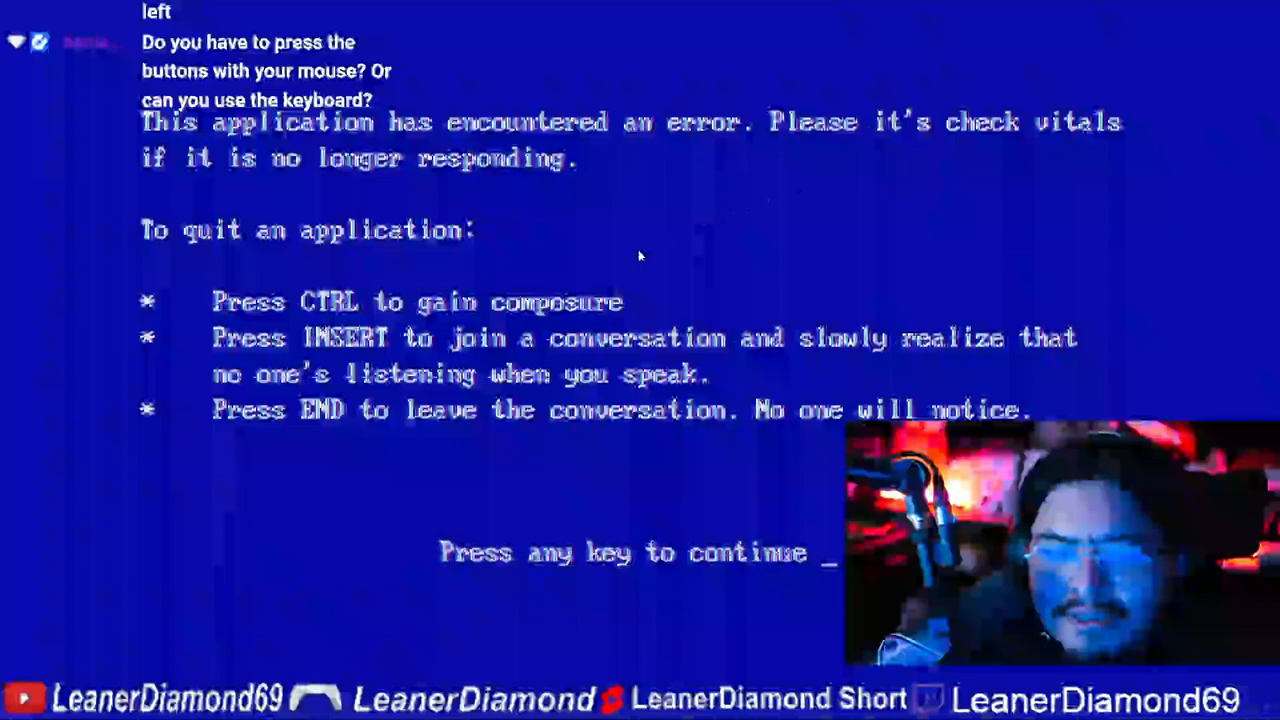 left
Do you have to press the
buttons with your mouse? Or
can you use the keyboard?
This application has encountered an error. Please it's check vitals
if it is no longer responding.
To quit an application:
* Press CTRL to gain composure
* Press INSERT to join a conversation and slowly realize that
no one's listening when you speak.
* Press END to leave the conversation. No one will notice.
Press any key to continue _
LeanerDiamond69 LeanerDiamond LeanerDiamond Short LeanerDiamond69